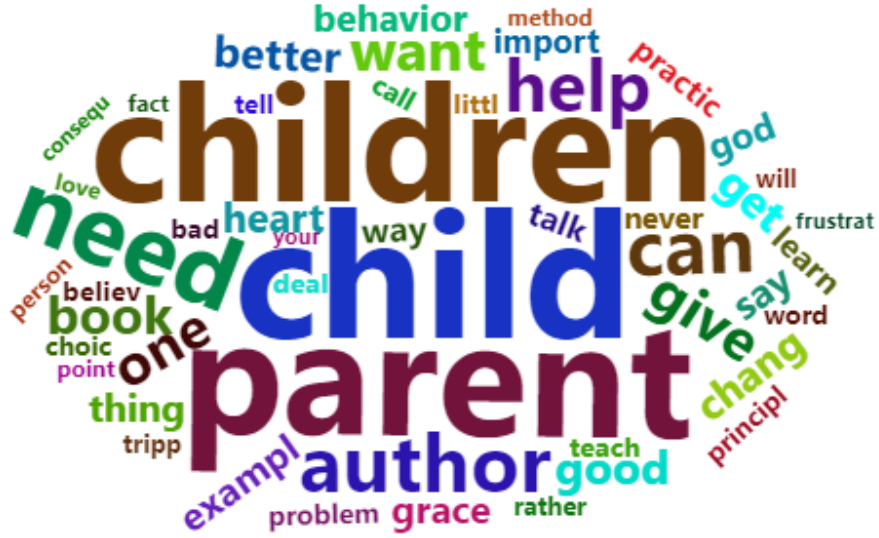 behavior
method
better
want
import
help
practic
consequ
fact
tell
call
littl
children
god
love
need
bad
heart
your
way
talk
never
get
will
frustrat
can
learn
person
believ
deal
child
give
say
word
book
choic
one
point
parent
chang
thing
principl
tripp
exampl
author
teach
good
problem
grace
rather